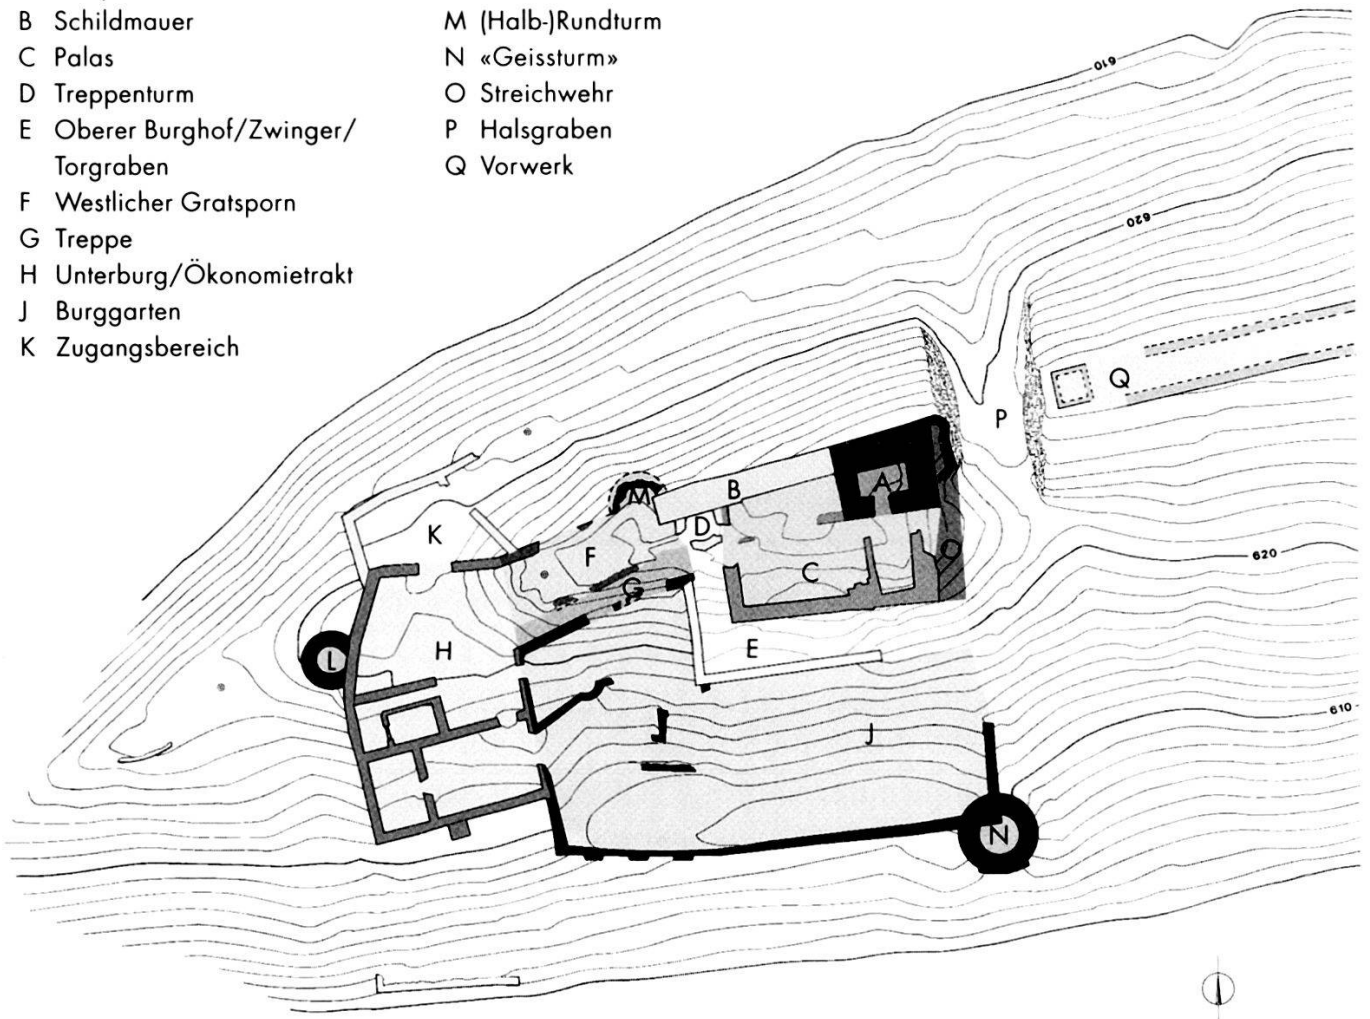 B Schildmauer
C Palas
D Treppenturm
E Oberer Burghof/Zwinger/
Torgraben
F Westlicher Gratsporn
G Treppe
H Unterburg/Ökonomietrakt
J Burggarten
K Zugangsbereich
M (Halb-)Rundturm
N «Geissturm»
O Streichwehr
P Halsgraben
Q Vorwerk
610
620
Q
P
A
B
M
D
K
F
O
620
C
G
E
H
L
610
J
N